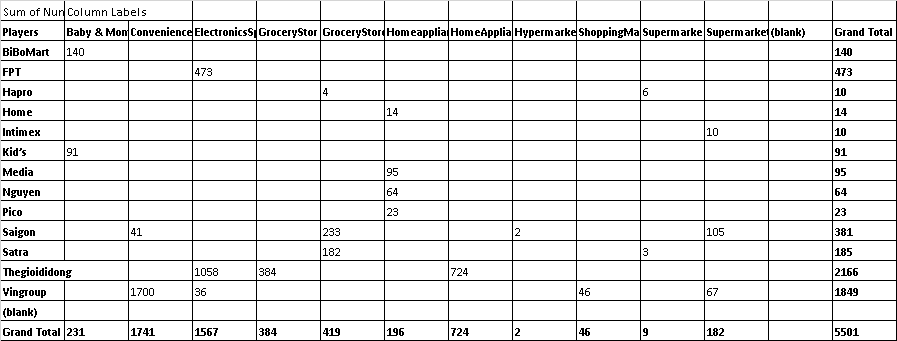 Sum of Nun Column Labels
Players Baby & Mon Convenience ElectronicsSp GroceryStor GroceryStore Homeapplian HomeApplia Hypermarke ShoppingMa Supermarke Supermarket (blank) Grand Total
BiBoMart 140 140
FPT 473 473
Hapro 4 6 10
Home 14 14
Intimex 10 10
Kid's 91 91
Media 95 95
Nguyen 64 64
Pico 23 23
Saigon 41 233 2 105 381
Satra 182 3 185
Thegioididong 1058 384 724 2166
Vingroup 1700 36 46 67 1849
(blank)
Grand Total 231 1741 1567 384 419 196 724 2 46 9 182 5501